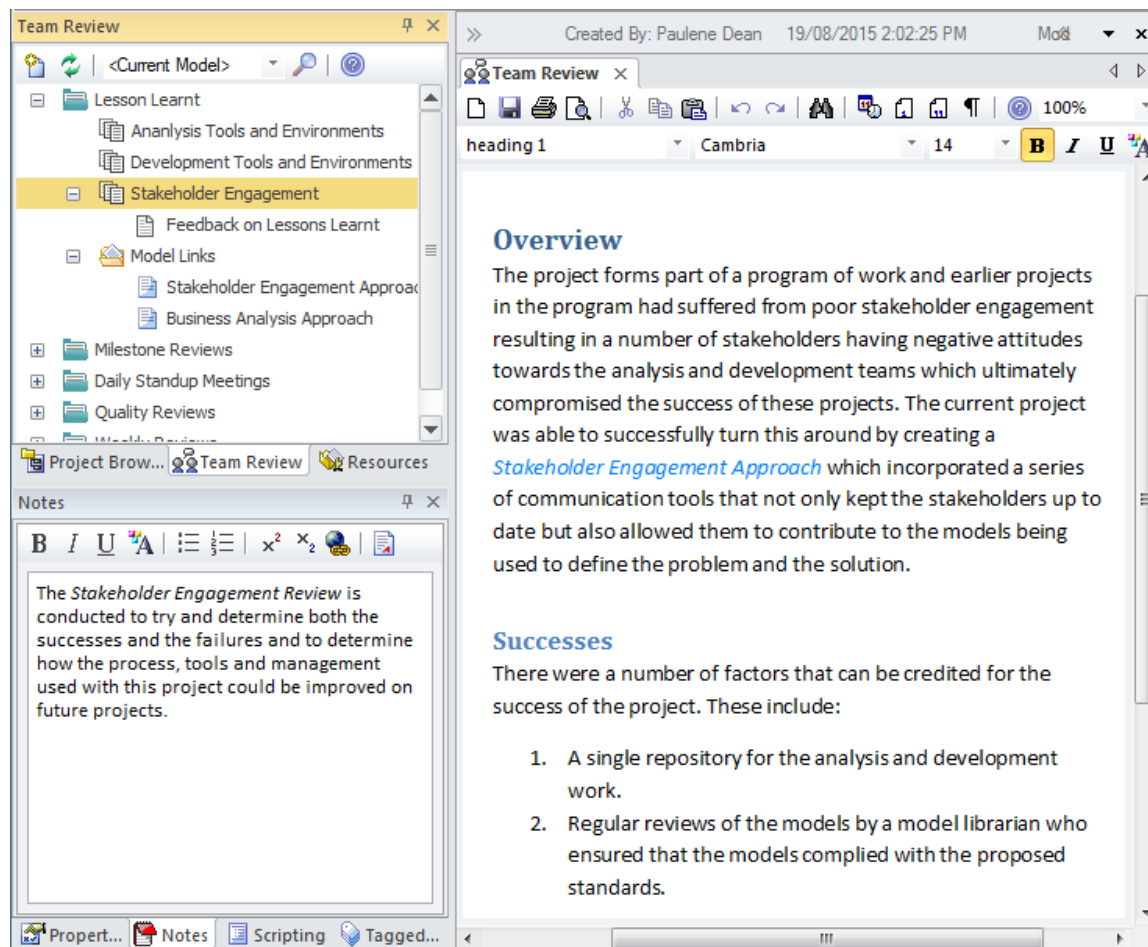 Team Review
<Current Model>
Lesson Learnt
Ananlysis Tools and Environments
Development Tools and Environments
Stakeholder Engagement
Feedback on Lessons Learnt
Model Links
Stakeholder Engagement Approac
Business Analysis Approach
Milestone Reviews
Daily Standup Meetings
Quality Reviews
Weekly Reviews
Project Brow... Team Review Resources
Notes
B I U A x² x₂
The Stakeholder Engagement Review is
conducted to try and determine both the
successes and the failures and to determine
how the process, tools and management
used with this project could be improved on
future projects.
Propert... Notes Scripting Tagged...
Created By: Paulene Dean 19/08/2015 2:02:25 PM
Team Review
100%
heading 1 Cambria 14 B I U A
Overview
The project forms part of a program of work and earlier projects
in the program had suffered from poor stakeholder engagement
resulting in a number of stakeholders having negative attitudes
towards the analysis and development teams which ultimately
compromised the success of these projects. The current project
was able to successfully turn this around by creating a
Stakeholder Engagement Approach which incorporated a series
of communication tools that not only kept the stakeholders up to
date but also allowed them to contribute to the models being
used to define the problem and the solution.
Successes
There were a number of factors that can be credited for the
success of the project. These include:
1. A single repository for the analysis and development
work.
2. Regular reviews of the models by a model librarian who
ensured that the models complied with the proposed
standards.